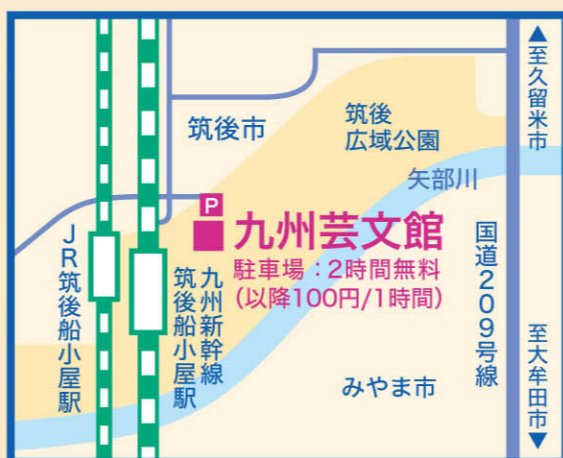 ▲至久留米市
筑後市
筑後
広域公園
矢部川
P
九州芸文館
駐車場：2時間無料
（以降100円/1時間）
JR筑後船小屋駅
九州新幹線
筑後船小屋駅
国道209号線
みやま市
至大牟田市▼